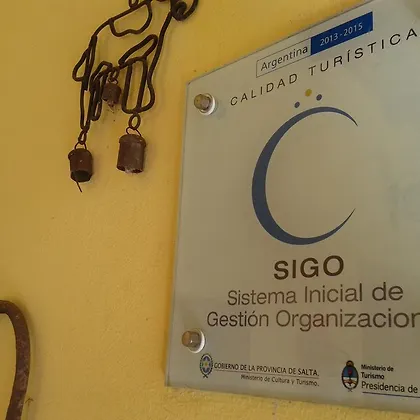 Argentina 2013-2015
CALIDAD TURÍSTICA
SIGO
Sistema Inicial de
Gestión Organizacion
GOBIERNO DE LA PROVINCIA DE SALTA.
Ministerio de Cultura y Turismo.
Ministerio de
Turismo
Presidencia de